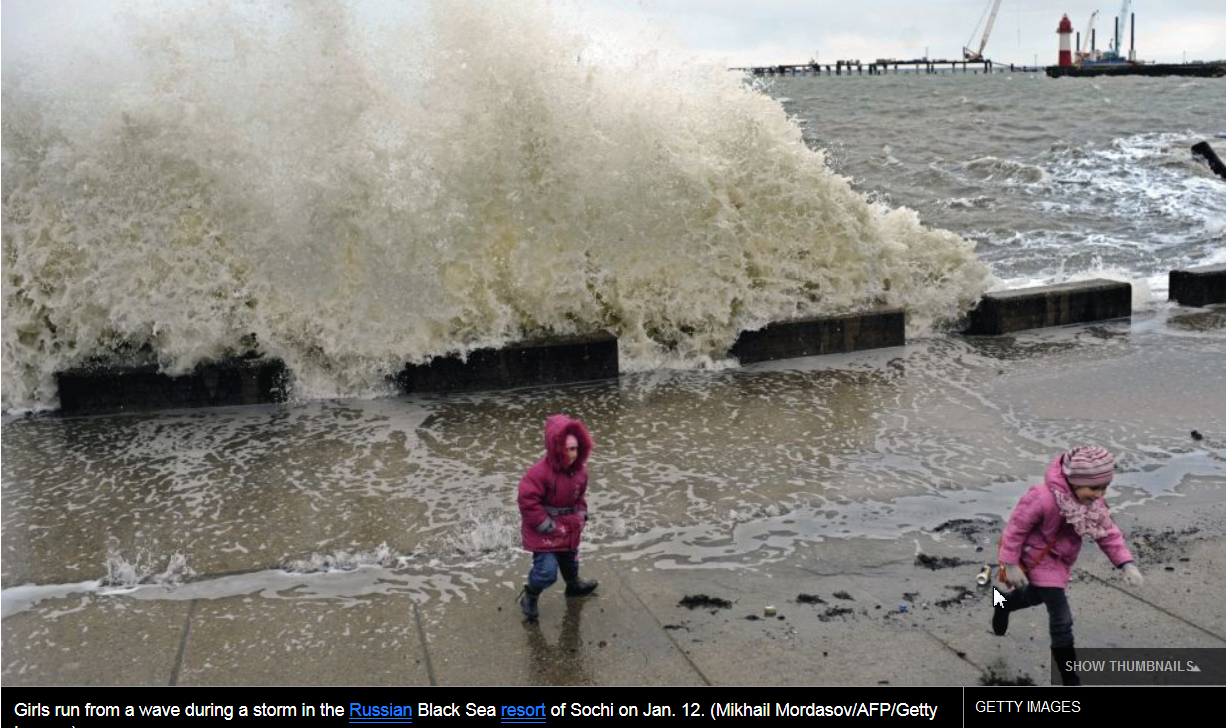 SHOW THUMBNAILS
Girls run from a wave during a storm in the Russian Black Sea resort of Sochi on Jan. 12. (Mikhail Mordasov/AFP/Getty
GETTY IMAGES